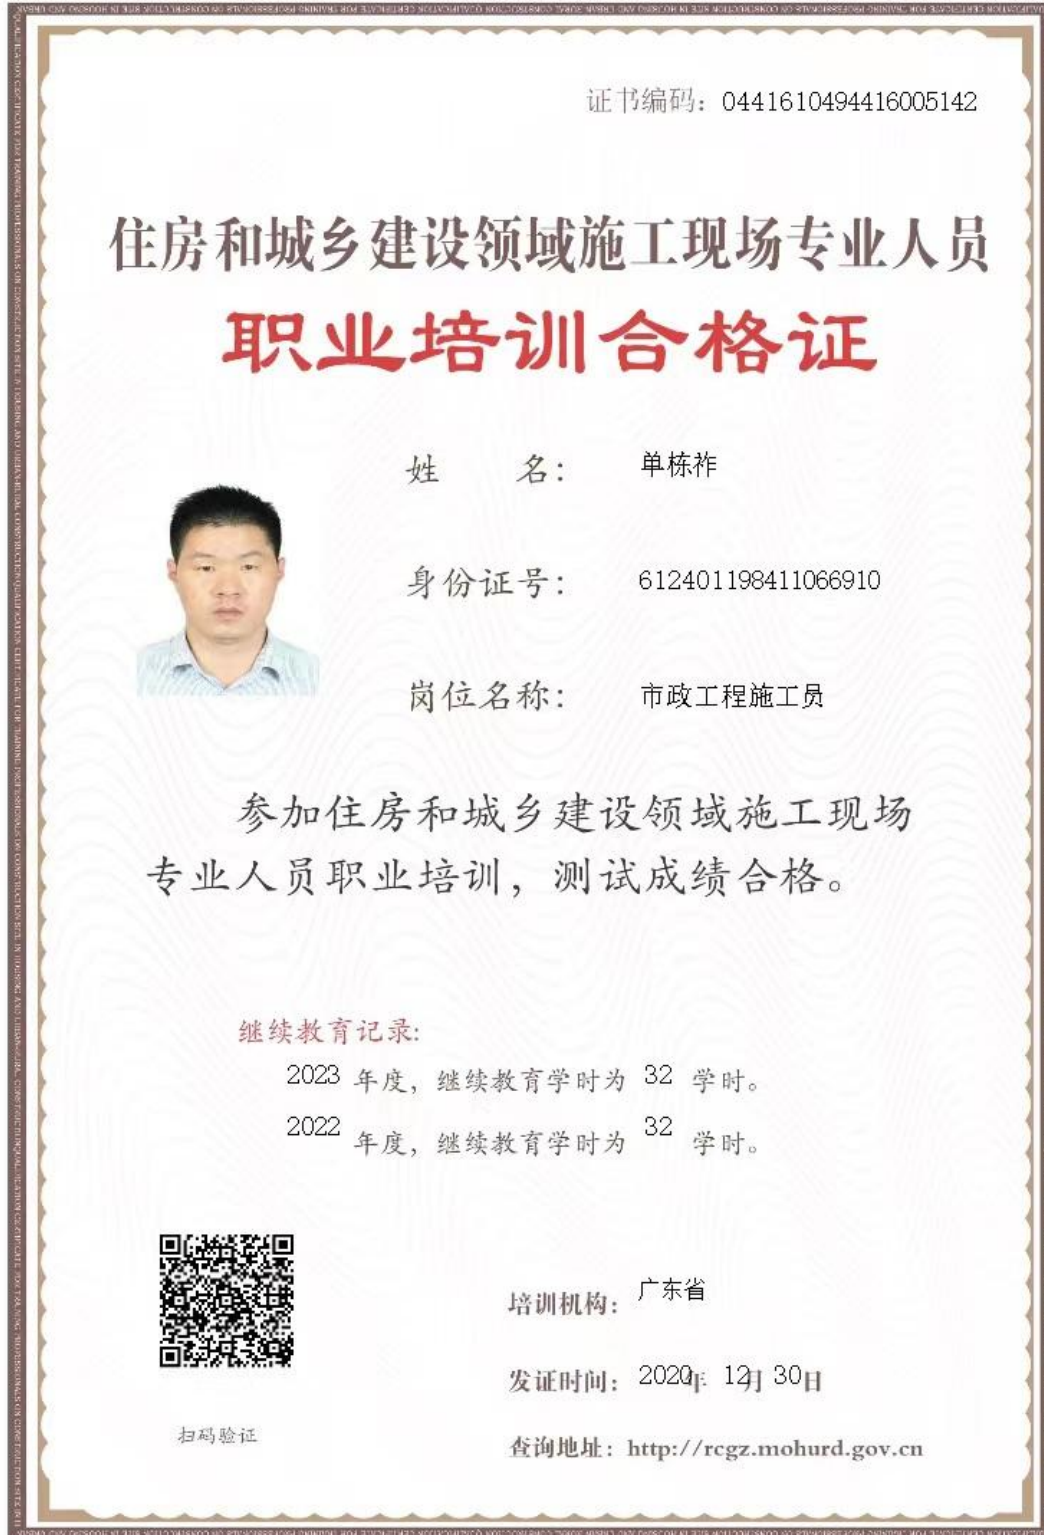 证书编码：0441610494416005142
住房和城乡建设领域施工现场专业人员
职业培训合格证
姓 名： 单栋祚
身份证号： 612401198411066910
岗位名称： 市政工程施工员
参加住房和城乡建设领域施工现场
专业人员职业培训，测试成绩合格。
继续教育记录:
2023 年度，继续教育学时为 32 学时。
2022 年度，继续教育学时为 32 学时。
培训机构： 广东省
发证时间： 2020年 12月 30日
扫码验证
查询地址：http://rcgz.mohurd.gov.cn